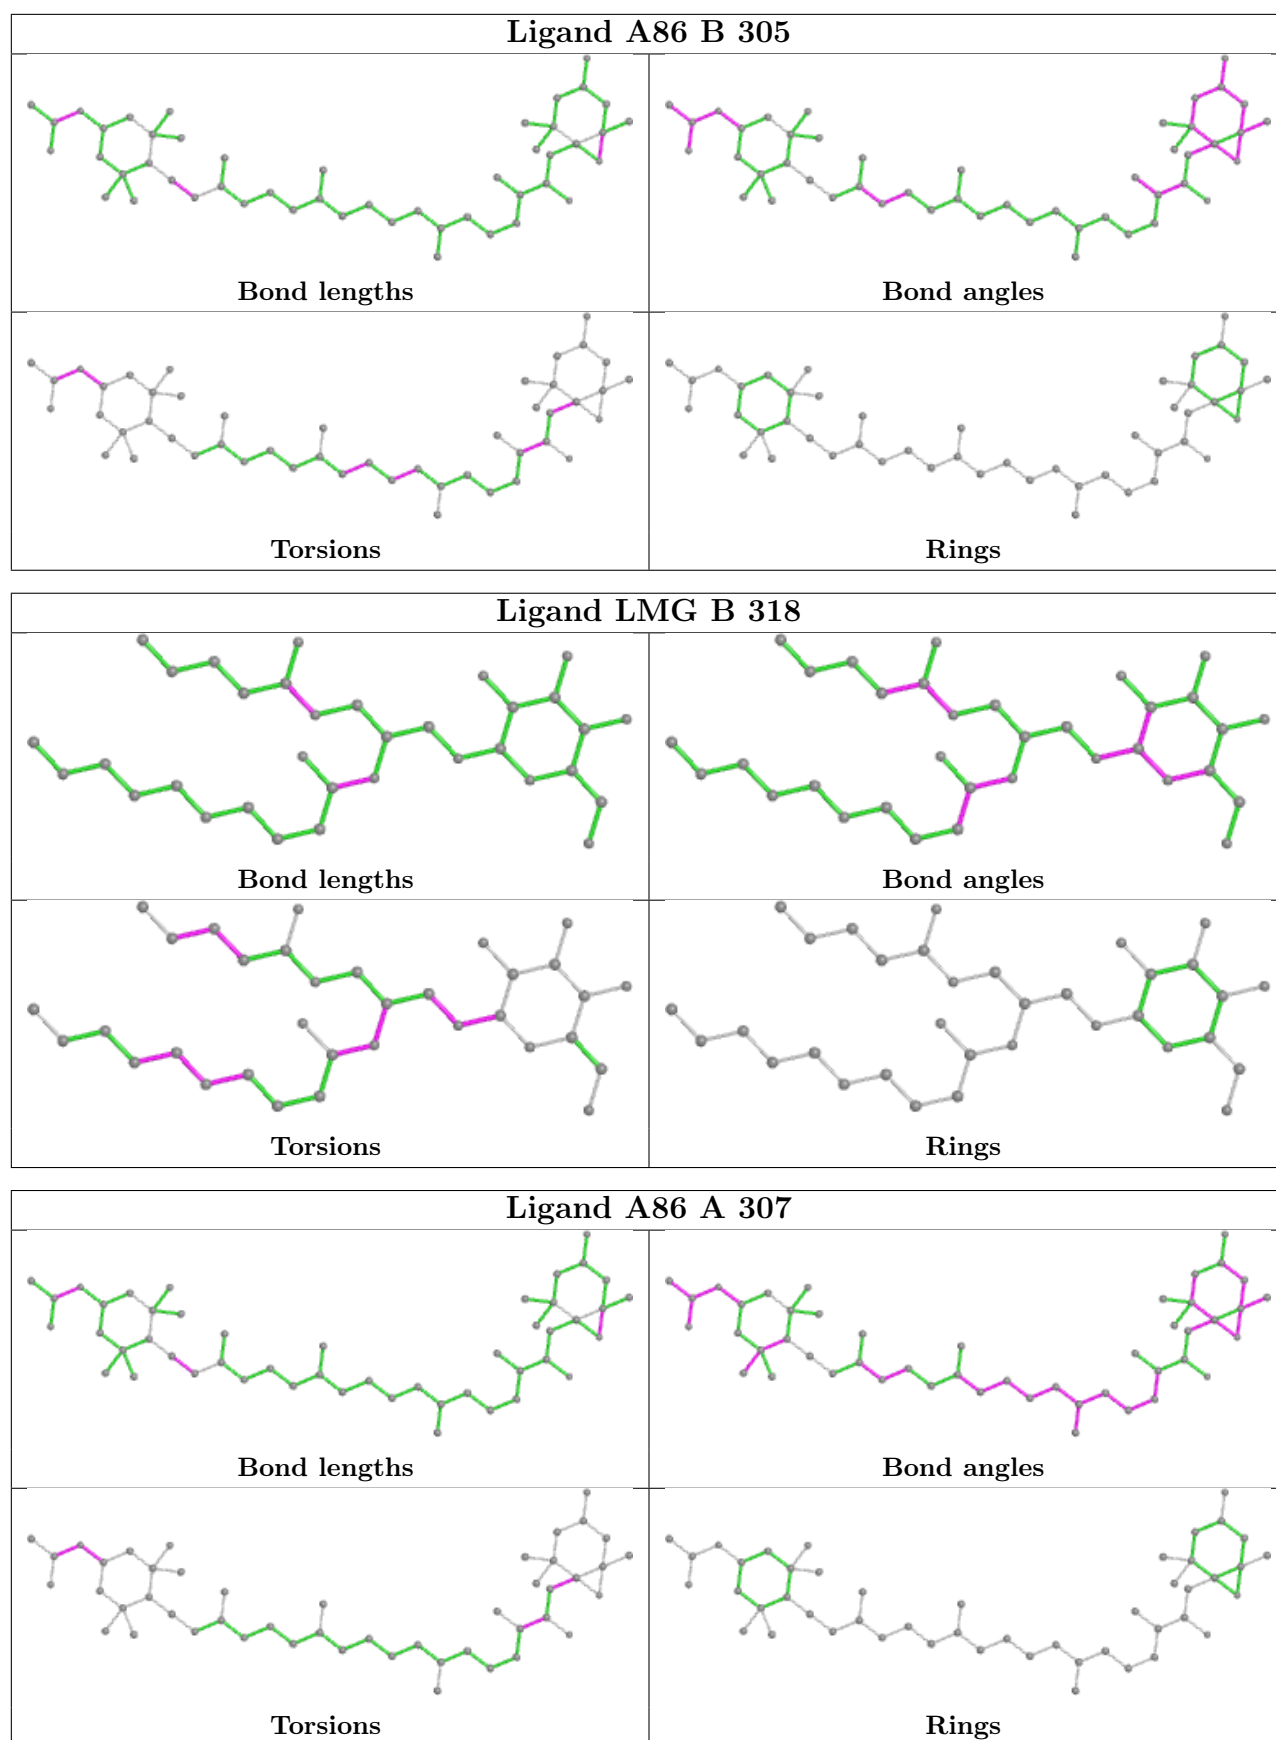 Ligand A86 B 305
Bond lengths
Bond angles
Torsions
Rings
Ligand LMG B 318
Bond lengths
Bond angles
Torsions
Rings
Ligand A86 A 307
Bond lengths
Bond angles
Torsions
Rings